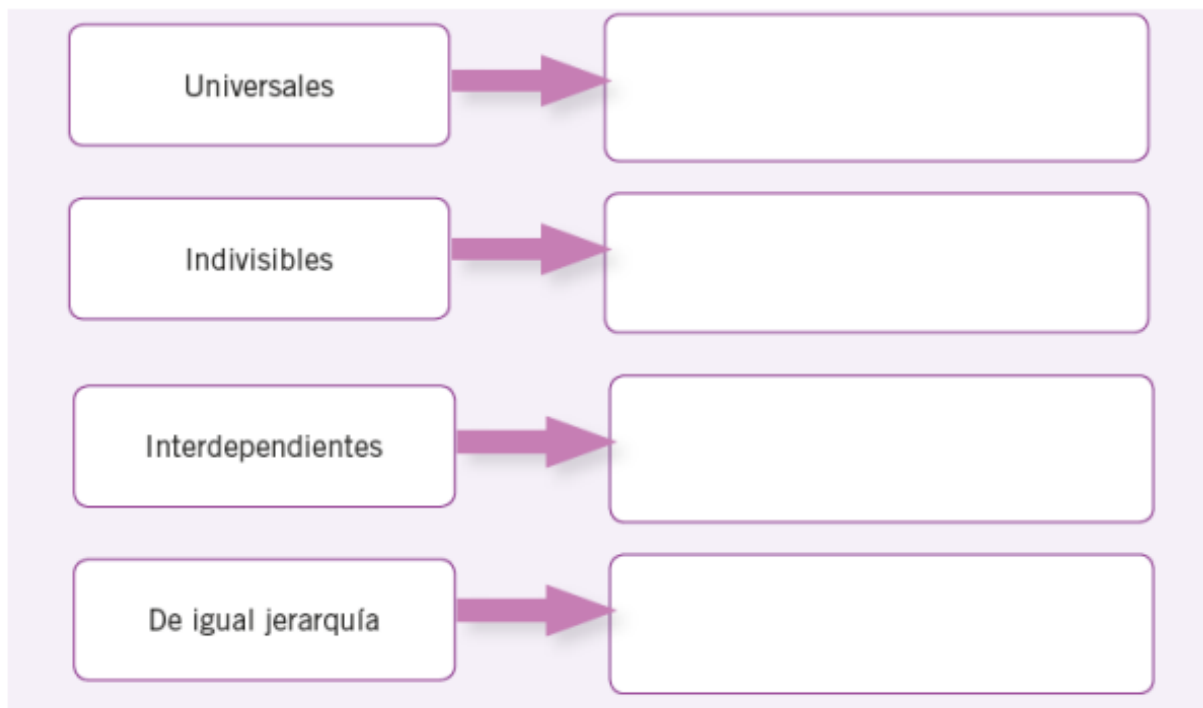 Universales
Indivisibles
Interdependientes
De igual jerarquía